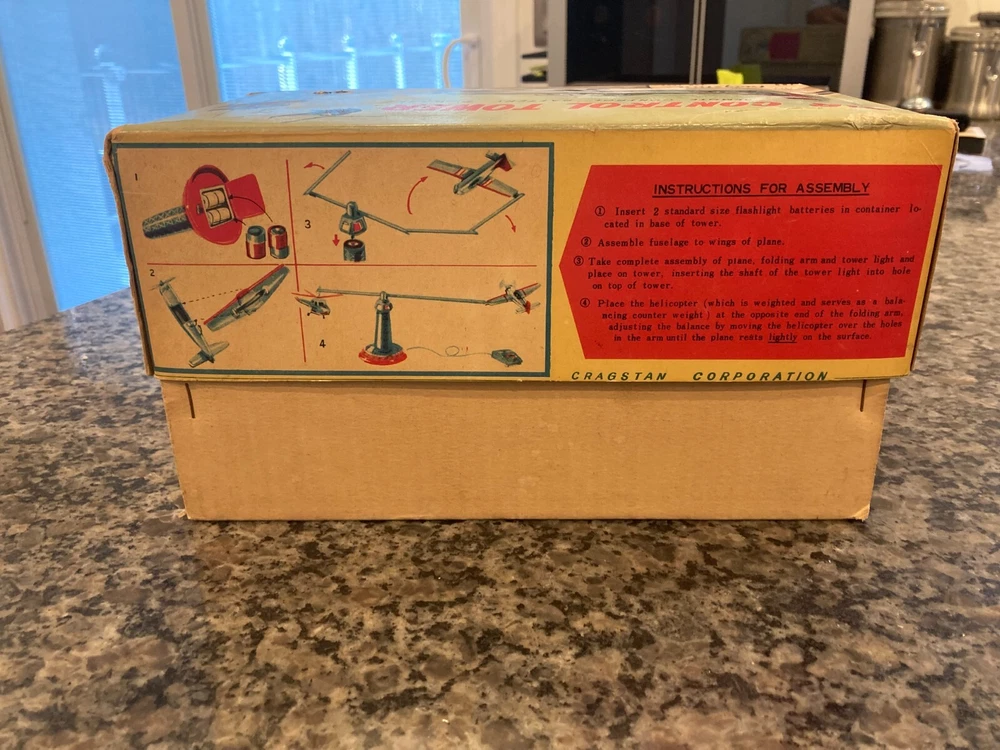 CONTROL TOWER
1
3
2
4
INSTRUCTIONS FOR ASSEMBLY
① Insert 2 standard size flashlight batteries in container lo-
cated in base of tower.
② Assemble fuselage to wings of plane.
③ Take complete assembly of plane, folding arm and tower light and
place on tower, inserting the shaft of the tower light into hole
on top of tower.
④ Place the helicopter (which is weighted and serves as a bala-
ncing counter weight) at the opposite end of the folding arm,
adjusting the balance by moving the helicopter over the holes
in the arm until the plane rests lightly on the surface.
CRAGSTAN CORPORATION